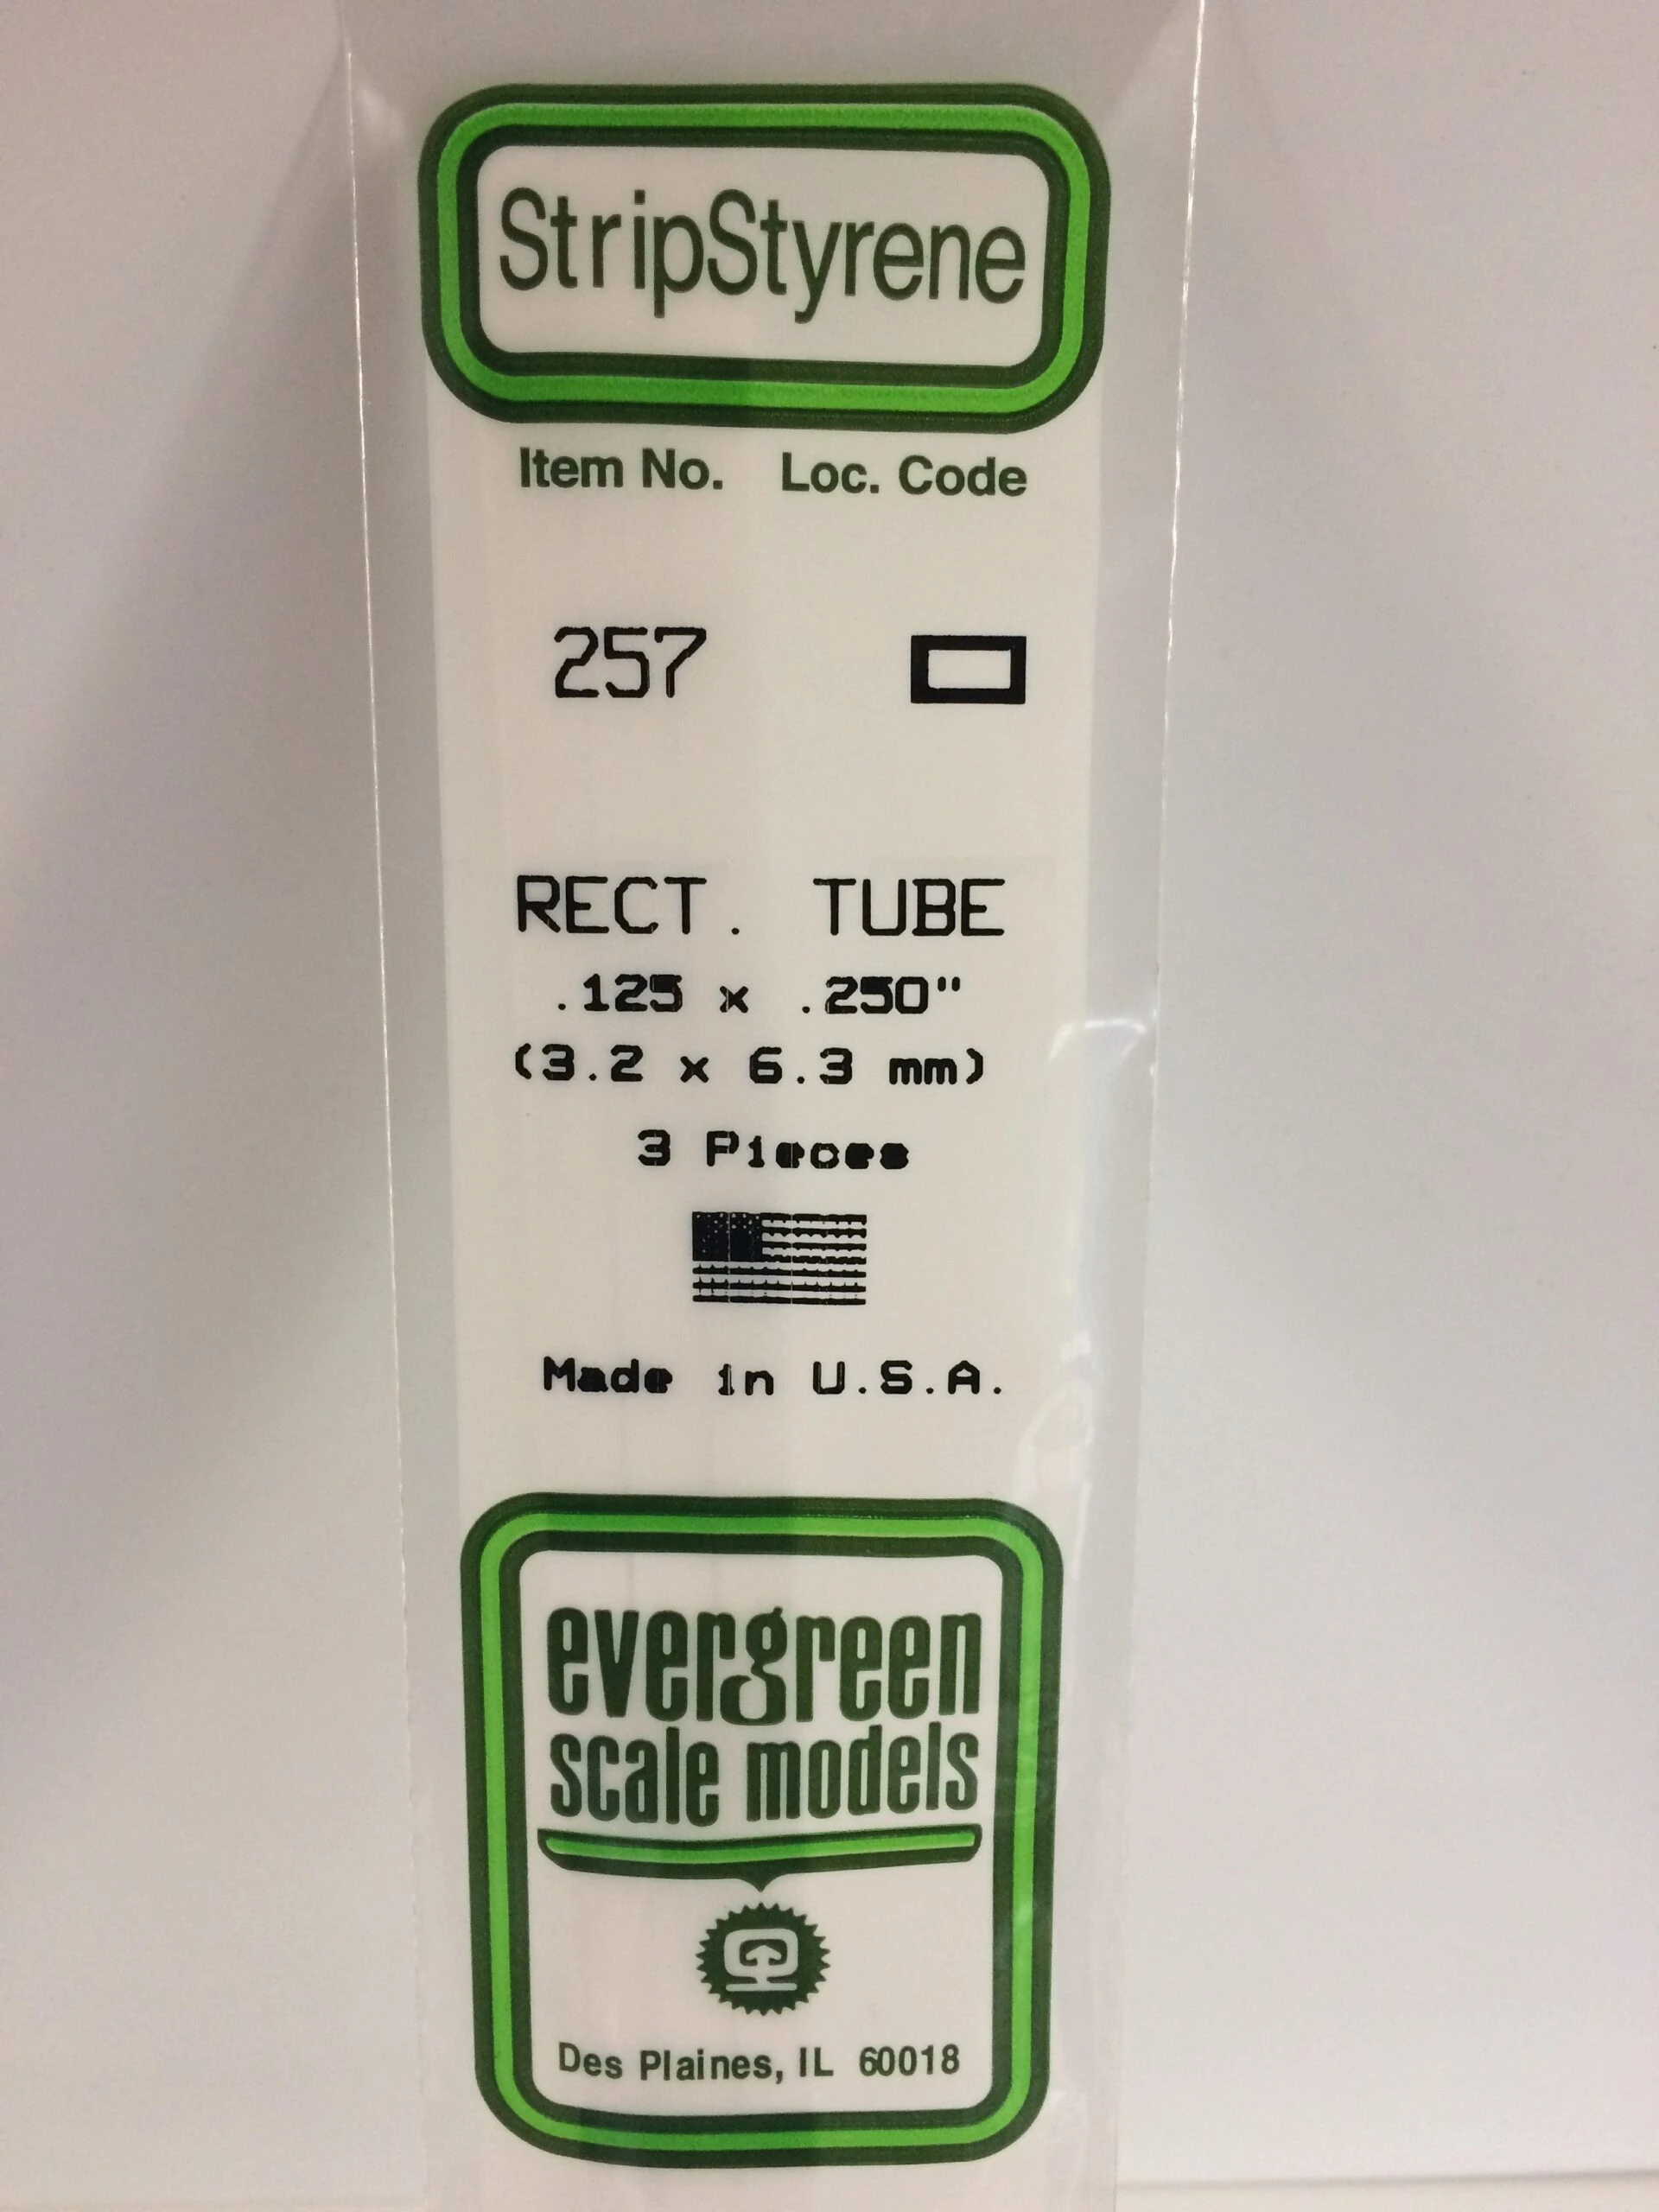 StripStyrene
Item No. Loc. Code
257
RECT. TUBE
.125 x .250"
(3.2 x 6.3 mm)
3 Pieces
Made in U.S.A.
evergreen
scale models
Des Plaines, IL 60018